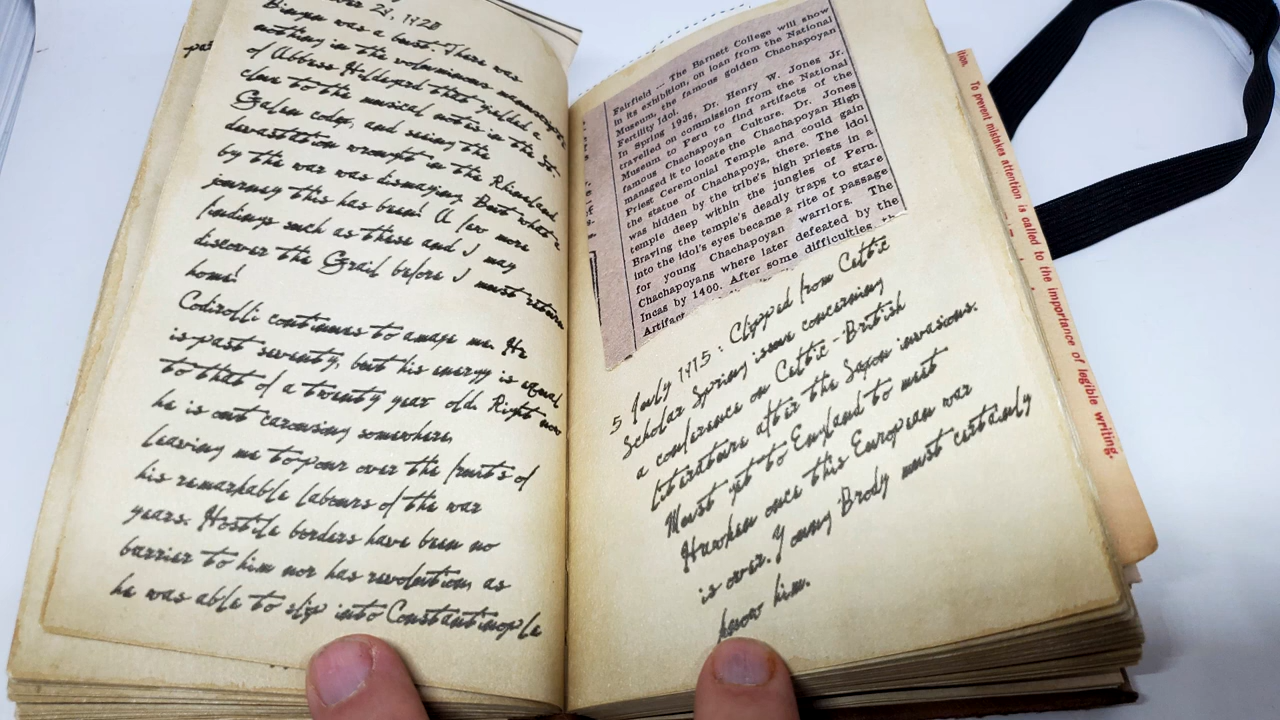 21, 1920
Bingen was a bust! There was
nothing in the voluminous manuscripts
of Abbess Hildegard that yielded a
clue to the musical notes in the St.
Galen codex, and seeing the
devastation wrought in the Rhineland
by the war was dismaying. But what a
journey this has been! A few more
findings such as these and I may
discover the Grail before I must return
home!
Codirolli continues to amaze me. He
is past seventy, but his energy is equal
to that of a twenty year old. Right now
he is out carousing somewhere,
leaving me to pour over the fruits of
his remarkable labours of the war
years. Hostile borders have been no
barrier to him nor has revolution, as
he was able to slip into Constantinople
Fairfield — The Barnett College will show
in its exhibition, on loan from the National
Museum, the famous golden Chachapoyan
Fertility Idol.
In Spring 1936, Dr. Henry W. Jones Jr.
travelled on commission from the National
Museum to Peru to find artifacts of the
famous Chachapoyan Culture. Dr. Jones
managed it to locate the Chachapoyan High
Priest Ceremonial Temple and could gain
the statue of Chachapoya, there. The idol
was hidden by the tribe's high priests in a
temple deep within the jungles of Peru.
Braving the temple's deadly traps to stare
into the idol's eyes became a rite of passage
for young Chachapoyan warriors. The
Chachapoyans where later defeated by the
Incas by 1400. After some difficulties
Artifact
5 July 1915: Clipped from Celtic
Scholar Spring issue concerning
a conference on Celtic-British
literature after the Saxon invasions.
Must get to England to meet
Hawken once this European war
is over. Young Brody must certainly
know him.
tion. To prevent mistakes attention is called to the importance of legible writing.